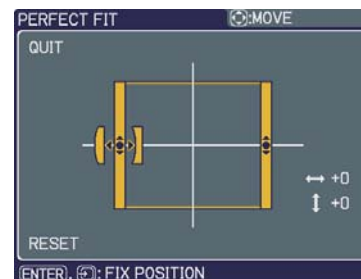 PERFECT FIT :MOVE
QUIT
↔ +0
↕ +0
RESET
ENTER, : FIX POSITION